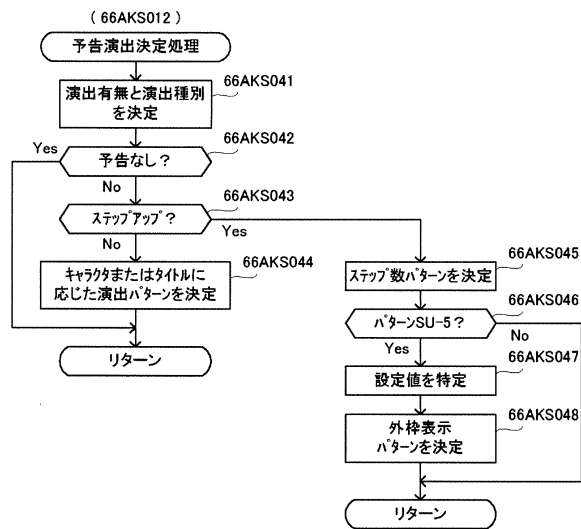 ( 66AKS012 )
予告演出決定処理
66AKS041
演出有無と演出種別
を決定
66AKS042
Yes
予告なし？
No
66AKS043
ステップアップ？
No
Yes
66AKS044
キャラクタまたはタイトルに
応じた演出パターンを決定
リターン
66AKS045
ステップ数パターンを決定
66AKS046
パターンSU-5？
No
Yes
66AKS047
設定値を特定
66AKS048
外枠表示
パターンを決定
リターン